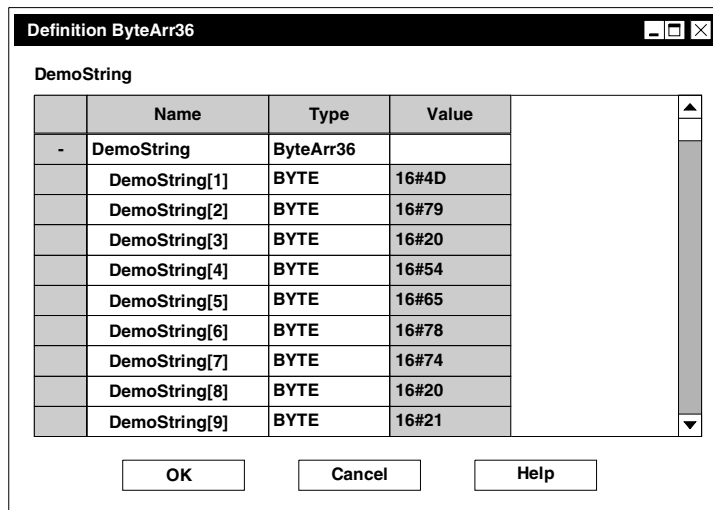 Definition ByteArr36
DemoString
Name Type Value
- DemoString ByteArr36
DemoString[1] BYTE 16#4D
DemoString[2] BYTE 16#79
DemoString[3] BYTE 16#20
DemoString[4] BYTE 16#54
DemoString[5] BYTE 16#65
DemoString[6] BYTE 16#78
DemoString[7] BYTE 16#74
DemoString[8] BYTE 16#20
DemoString[9] BYTE 16#21
OK Cancel Help